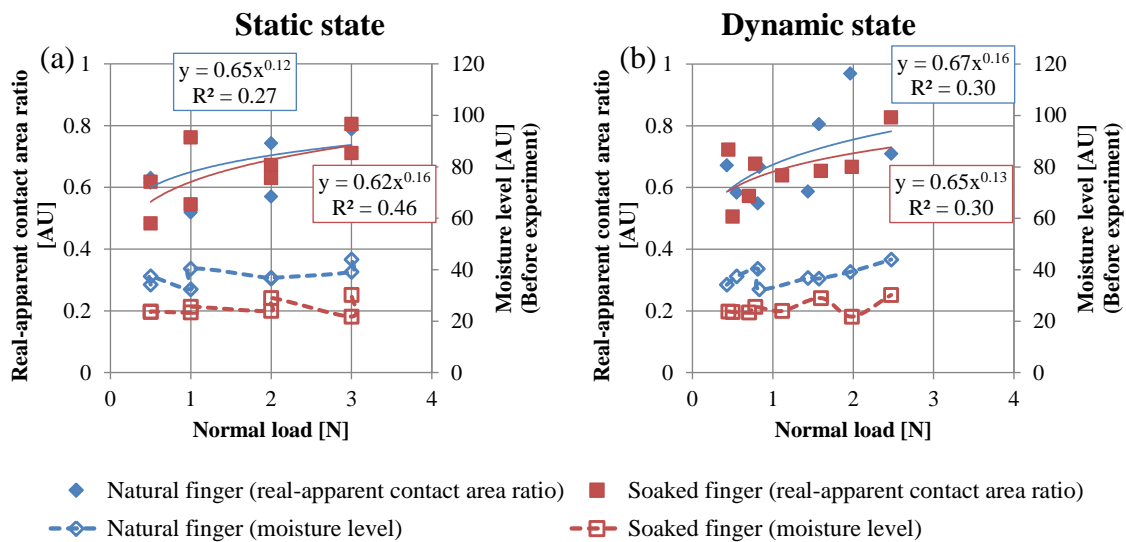 Static state
Dynamic state
(a)
(b)
y = 0.65x^0.12
R² = 0.27
y = 0.62x^0.16
R² = 0.46
y = 0.67x^0.16
R² = 0.30
y = 0.65x^0.13
R² = 0.30
Real-apparent contact area ratio
[AU]
1
0.8
0.6
0.4
0.2
0
120
100
80
60
40
20
0
Moisture level [AU]
(Before experiment)
0
1
2
3
4
Normal load [N]
Real-apparent contact area ratio
[AU]
1
0.8
0.6
0.4
0.2
0
120
100
80
60
40
20
0
Moisture level [AU]
(Before experiment)
0
1
2
3
4
Normal load [N]
Natural finger (real-apparent contact area ratio)
Soaked finger (real-apparent contact area ratio)
Natural finger (moisture level)
Soaked finger (moisture level)